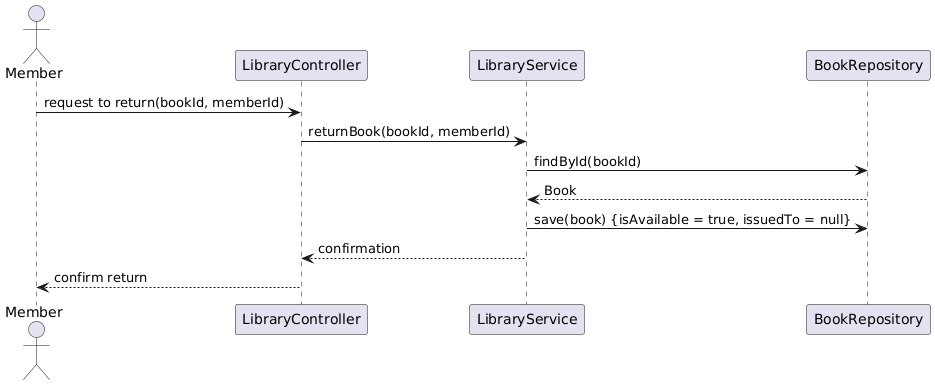 Member
LibraryController
LibraryService
BookRepository
request to return(bookId, memberId)
returnBook(bookId, memberId)
findById(bookId)
Book
save(book) {isAvailable = true, issuedTo = null}
confirmation
confirm return
Member
LibraryController
LibraryService
BookRepository